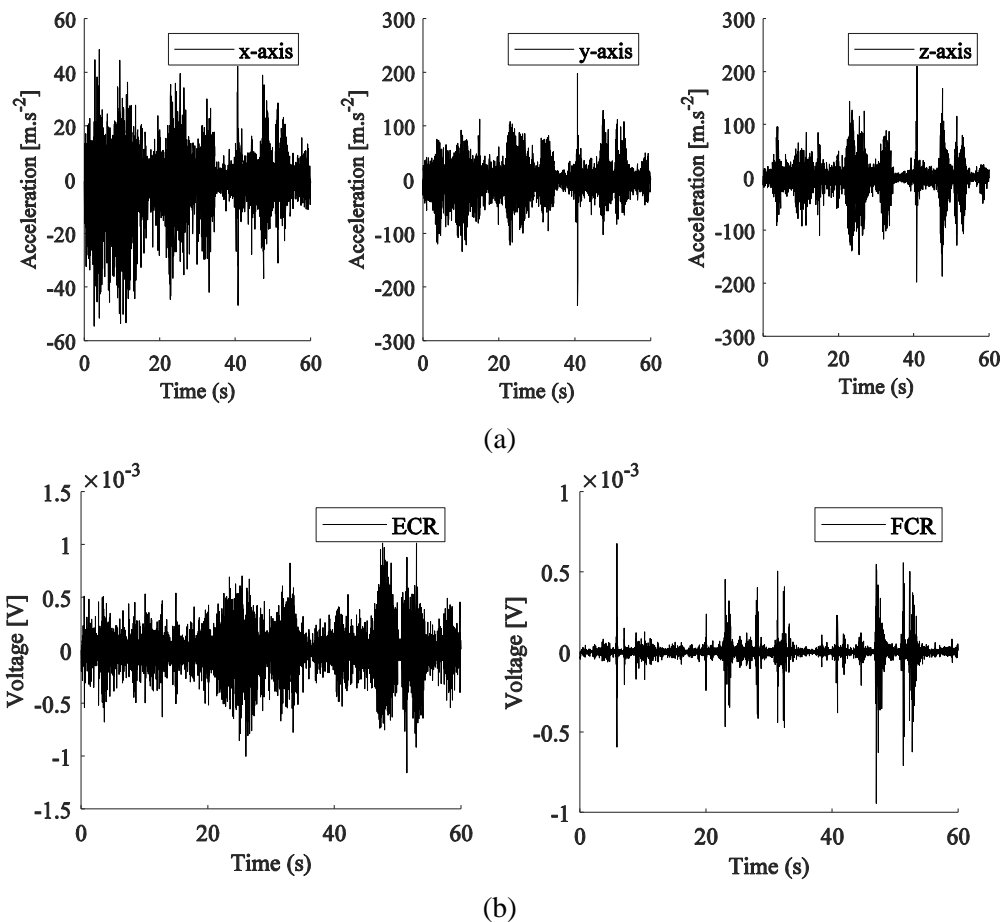 60
40
20
0
-20
-40
-60
Acceleration [m.s-2]
x-axis
0 20 40 60
Time (s)
300
200
100
0
-100
-200
-300
Acceleration [m.s-2]
y-axis
0 20 40 60
Time (s)
300
200
100
0
-100
-200
-300
Acceleration [m.s-2]
z-axis
0 20 40 60
Time (s)
(a)
×10-3
1.5
1
0.5
0
-0.5
-1
-1.5
Voltage [V]
ECR
0 20 40 60
Time (s)
×10-3
1
0.5
0
-0.5
-1
Voltage [V]
FCR
0 20 40 60
Time (s)
(b)